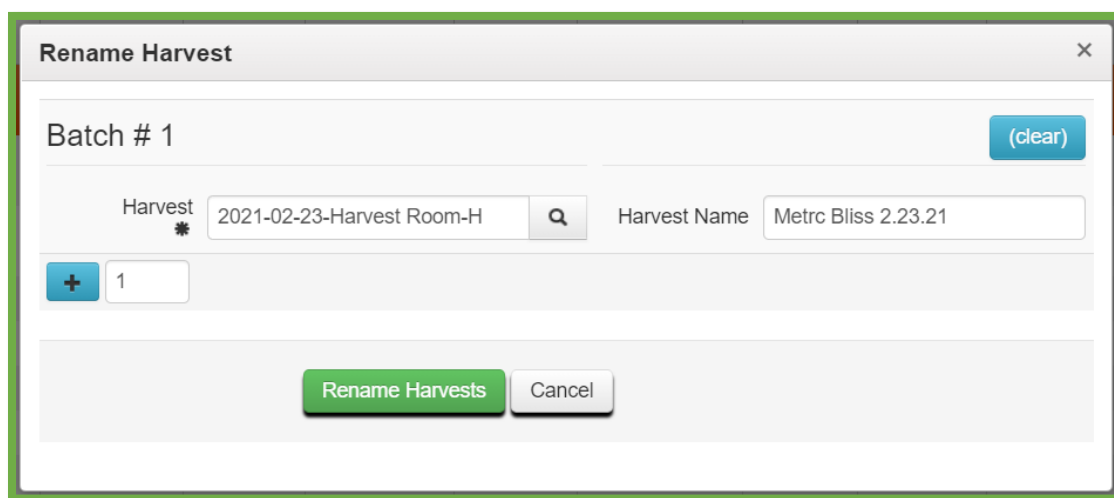 Rename Harvest ×
Batch # 1 (clear)
Harvest 2021-02-23-Harvest Room-H Harvest Name Metrc Bliss 2.23.21
1
Rename Harvests Cancel